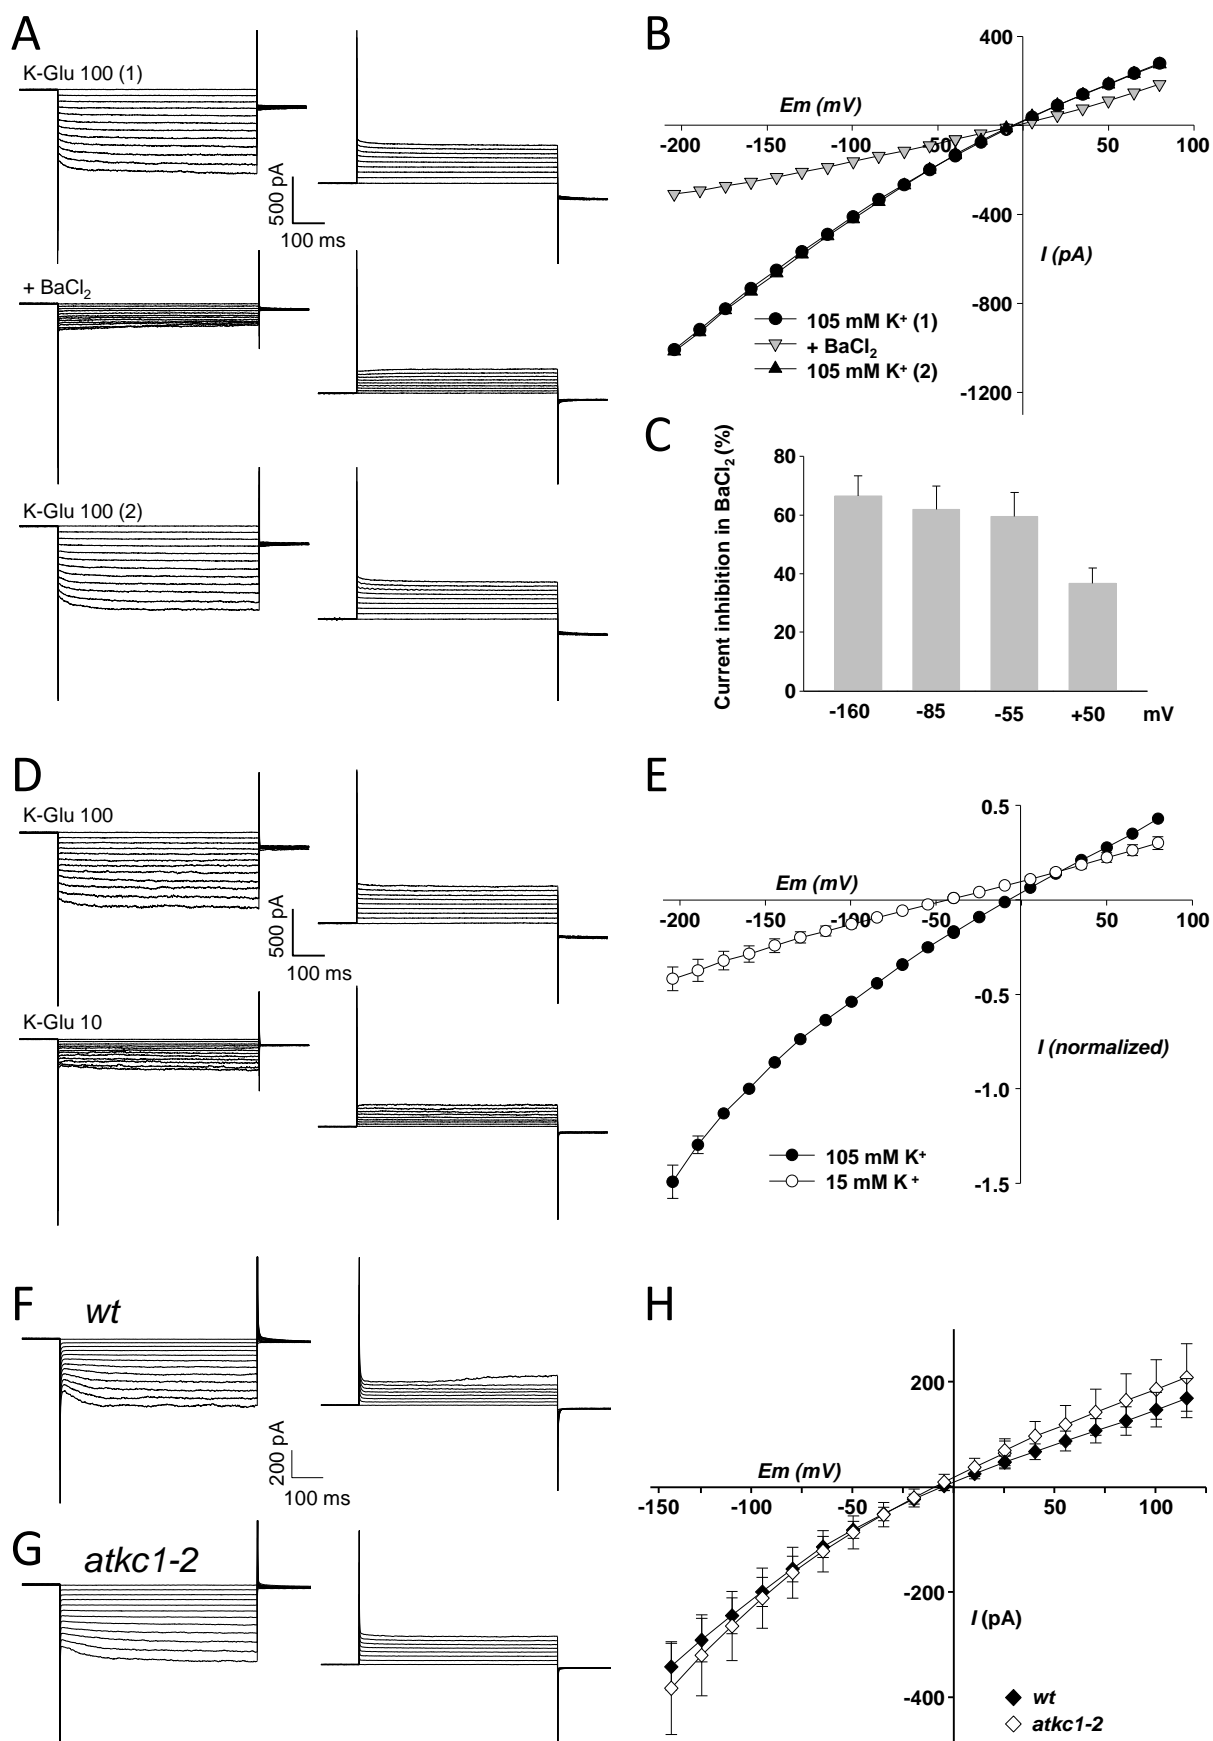 A
K-Glu 100 (1)
500 pA
100 ms
+ BaCl2
K-Glu 100 (2)
B
400
Em (mV)
-200 -150 -100 -50 50 100
-400
I (pA)
-800
105 mM K+ (1)
+ BaCl2
105 mM K+ (2)
-1200
C
Current inhibition in BaCl2 (%)
80
60
40
20
0
-160 -85 -55 +50 mV
D
K-Glu 100
500 pA
100 ms
K-Glu 10
E
0.5
Em (mV)
-200 -150 -100 -50 0 50 100
-0.5
I (normalized)
-1.0
105 mM K+
15 mM K+
-1.5
F
wt
200 pA
100 ms
G
atkc1-2
H
200
Em (mV)
-150 -100 -50 0 50 100
-200
I (pA)
-400
wt
atkc1-2